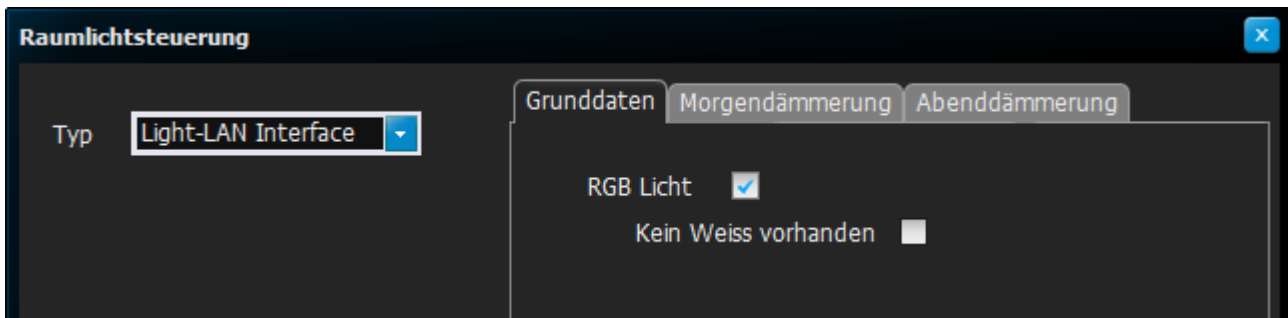 Raumlichtsteuerung
Typ
Light-LAN Interface
Grunddaten
Morgendämmerung
Abenddämmerung
RGB Licht
Kein Weiss vorhanden